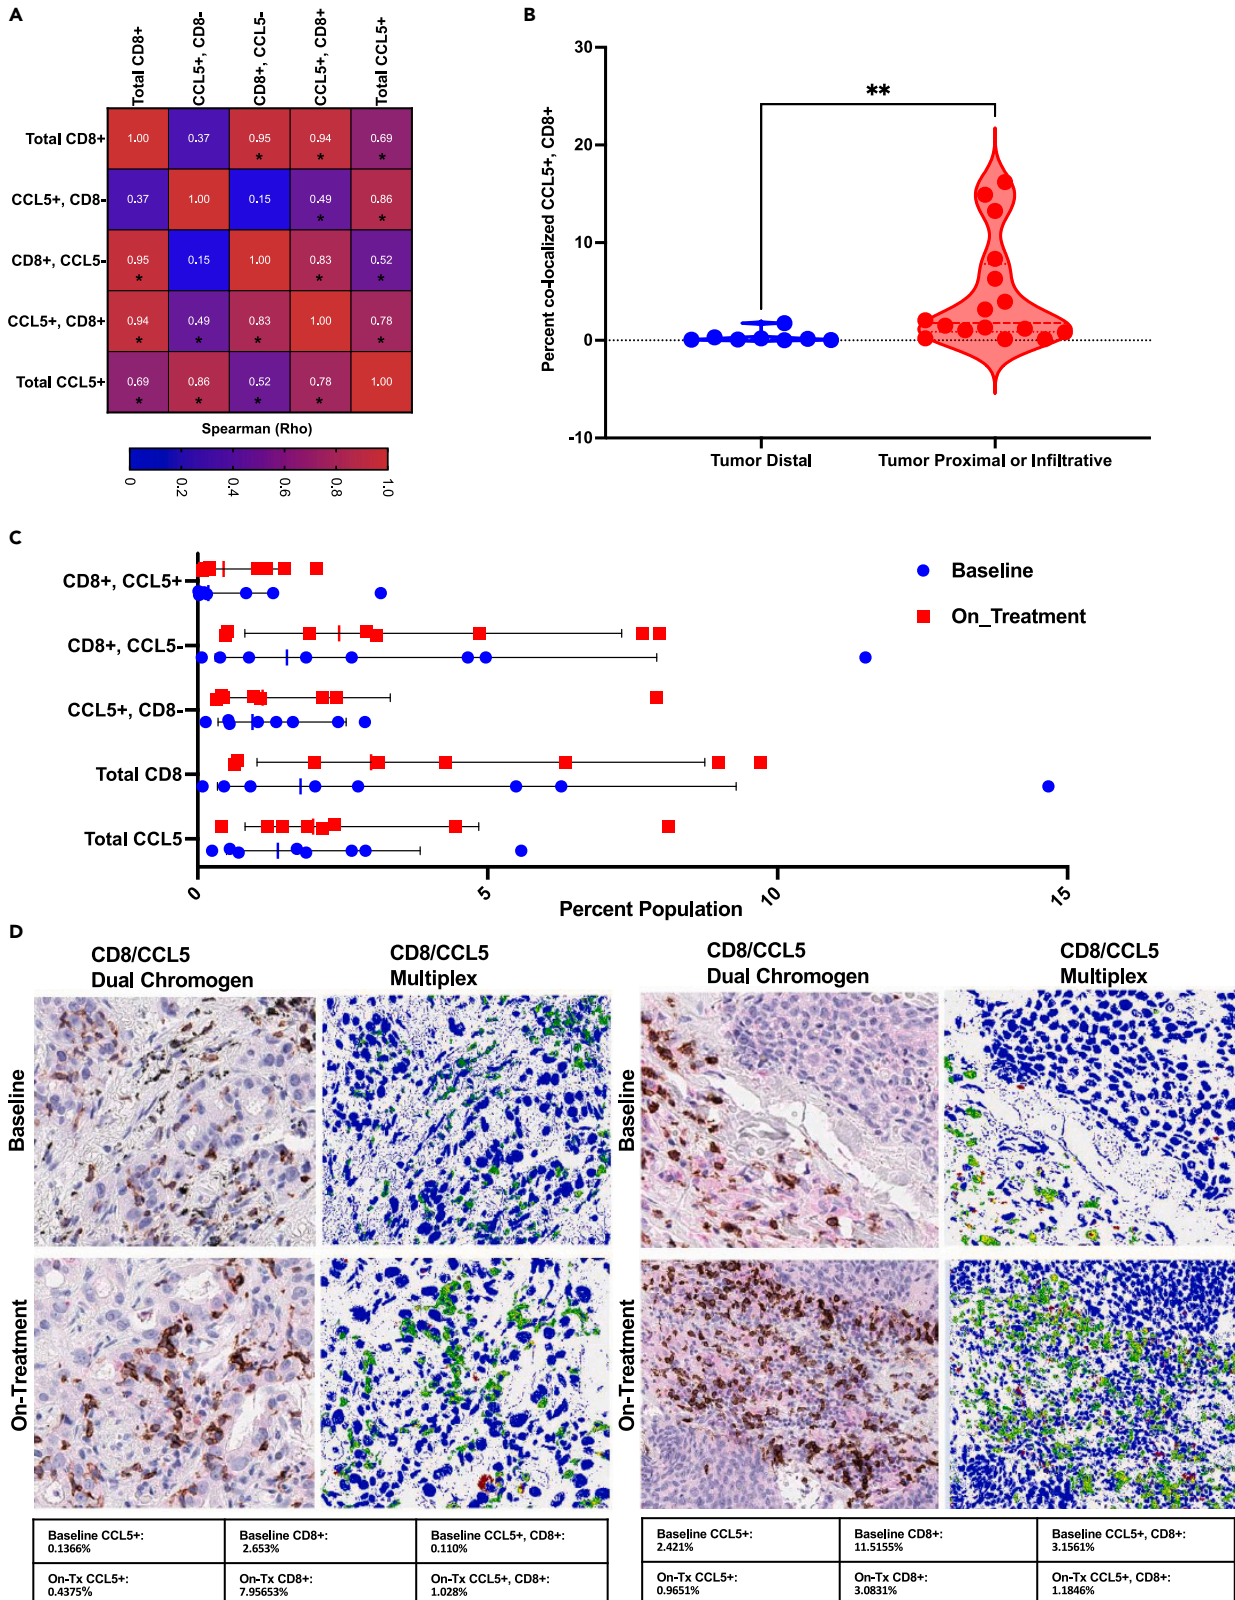 A
Total CD8+
CCL5+, CD8-
CD8+, CCL5-
CCL5+, CD8+
Total CCL5+
Total CD8+ 1.00 0.37 0.95 * 0.94 * 0.69 *
CCL5+, CD8- 0.37 1.00 0.15 0.49 * 0.86 *
CD8+, CCL5- 0.95 * 0.15 1.00 0.83 * 0.52 *
CCL5+, CD8+ 0.94 * 0.49 * 0.83 * 1.00 0.78 *
Total CCL5+ 0.69 * 0.86 * 0.52 * 0.78 * 1.00
Spearman (Rho)
0 0.2 0.4 0.6 0.8 1.0
B
Percent co-localized CCL5+, CD8+
30
20
10
0
-10
**
Tumor Distal
Tumor Proximal or Infiltrative
C
CD8+, CCL5+
CD8+, CCL5-
CCL5+, CD8-
Total CD8
Total CCL5
0 5 10 15
Percent Population
Baseline
On_Treatment
D
CD8/CCL5
Dual Chromogen
CD8/CCL5
Multiplex
CD8/CCL5
Dual Chromogen
CD8/CCL5
Multiplex
Baseline
On-Treatment
Baseline
On-Treatment
Baseline CCL5+:
0.1366%
Baseline CD8+:
2.653%
Baseline CCL5+, CD8+:
0.110%
On-Tx CCL5+:
0.4375%
On-Tx CD8+:
7.95653%
On-Tx CCL5+, CD8+:
1.028%
Baseline CCL5+:
2.421%
Baseline CD8+:
11.5155%
Baseline CCL5+, CD8+:
3.1561%
On-Tx CCL5+:
0.9651%
On-Tx CD8+:
3.0831%
On-Tx CCL5+, CD8+:
1.1846%